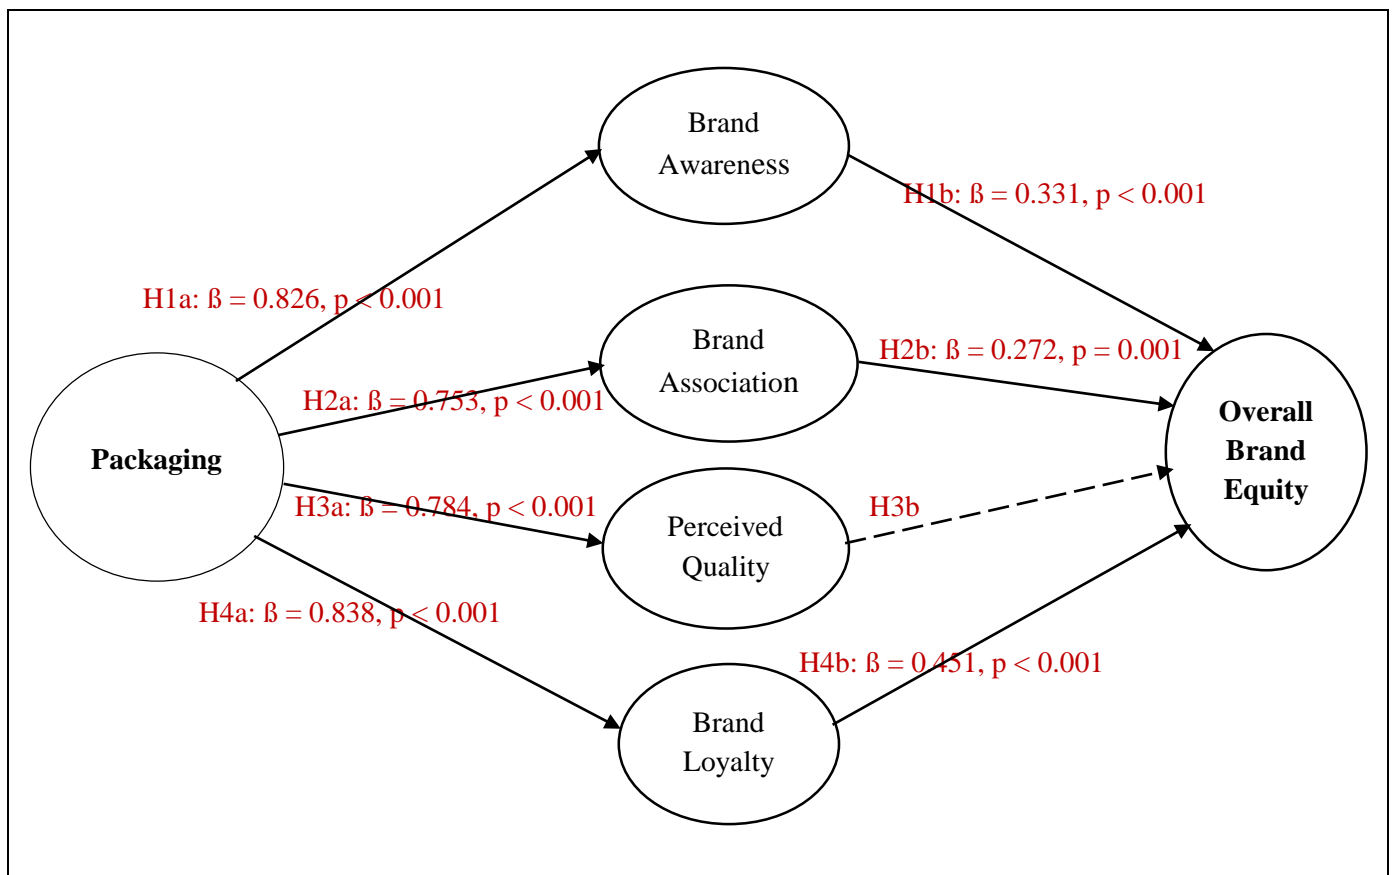 Brand
Awareness
H1b: ß = 0.331, p < 0.001
H1a: ß = 0.826, p < 0.001
Brand
Association
H2b: ß = 0.272, p = 0.001
H2a: ß = 0.753, p < 0.001
Packaging
Overall
Brand
Equity
H3a: ß = 0.784, p < 0.001
H3b
Perceived
Quality
H4a: ß = 0.838, p < 0.001
H4b: ß = 0.451, p < 0.001
Brand
Loyalty